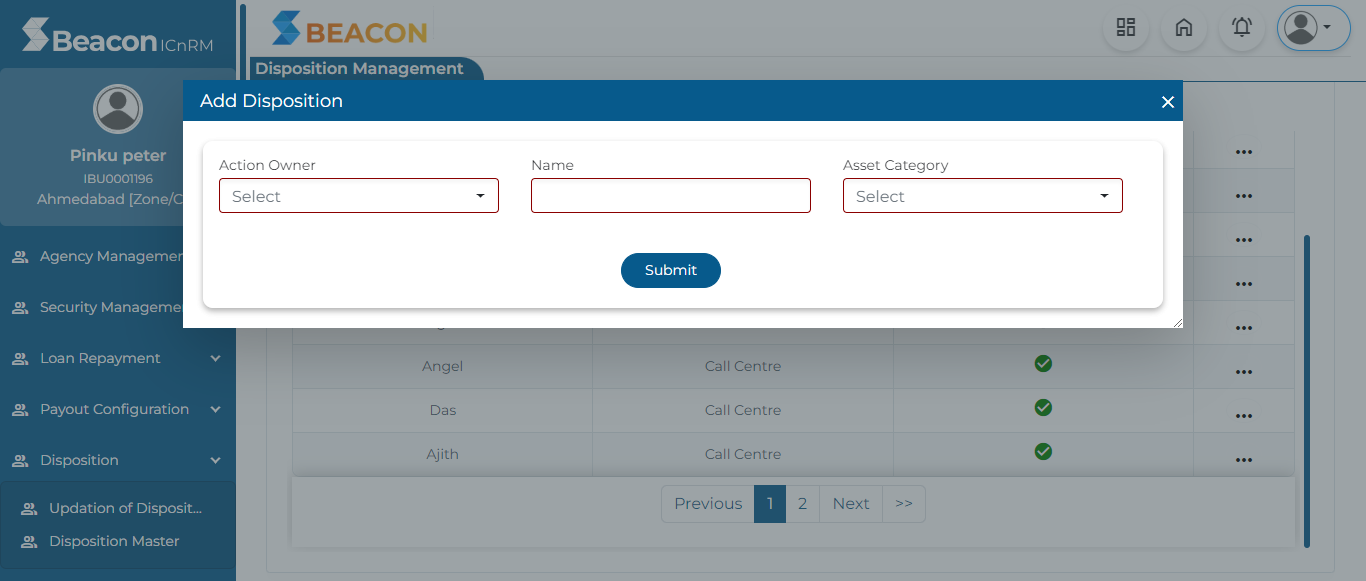 Beacon ICnRM
BEACON
Disposition Management
Pinku peter
IBU0001196
Ahmedabad [Zone/C
Add Disposition
Action Owner
Name
Asset Category
Select
Select
Submit
Agency Managemen
Security Managemen
Loan Repayment
Payout Configuration
Disposition
Updation of Disposit...
Disposition Master
Angel Call Centre
Das Call Centre
Ajith Call Centre
Previous 1 2 Next >>